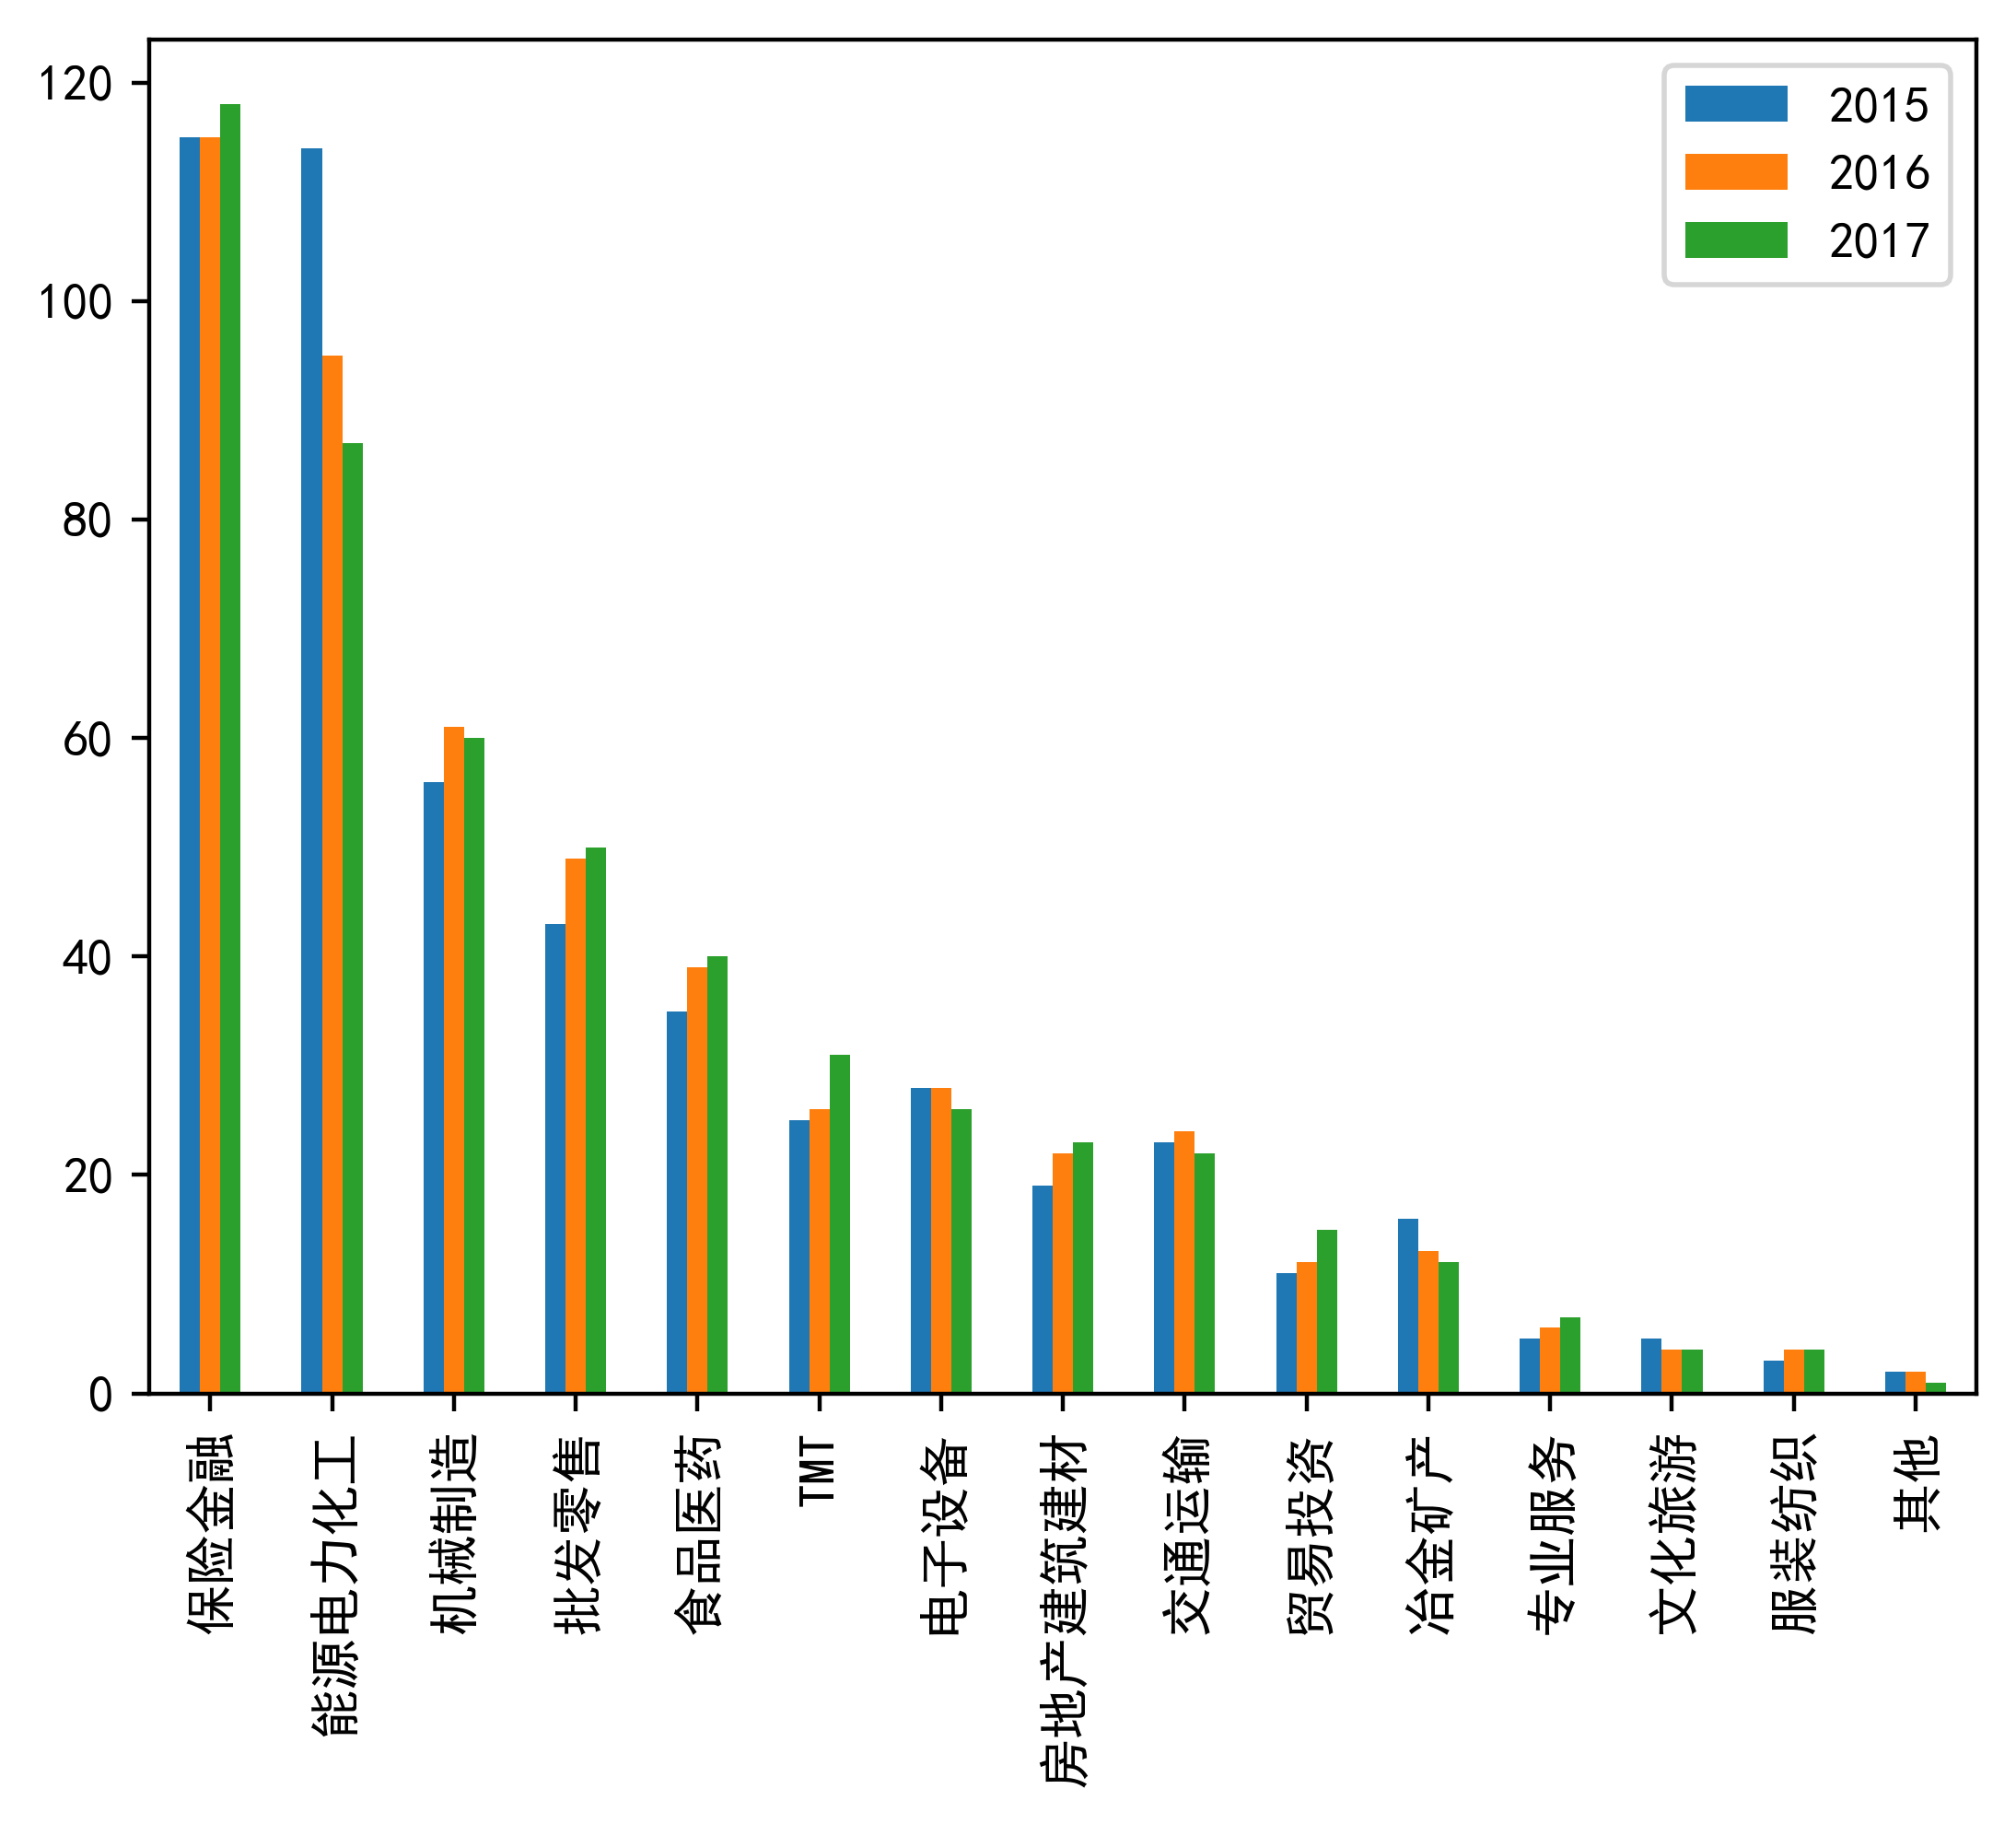 120
100
80
60
40
20
0
2015
2016
2017
保险金融
能源电力化工
机械制造
批发零售
食品医药
TMT
电子设备
房地产建筑建材
交通运输
贸易投资
冶金矿产
专业服务
文化旅游
服装纺织
其他